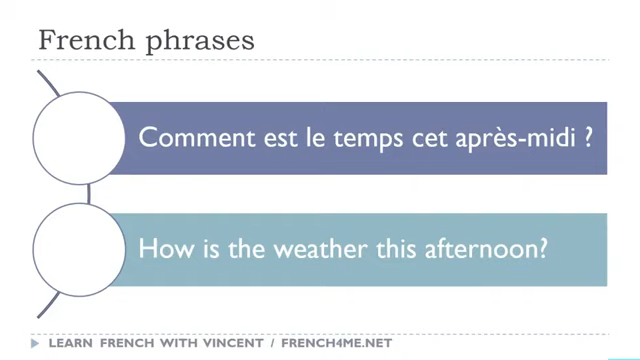 French phrases
Comment est le temps cet après-midi ?
How is the weather this afternoon?
LEARN FRENCH WITH VINCENT / FRENCH4ME.NET